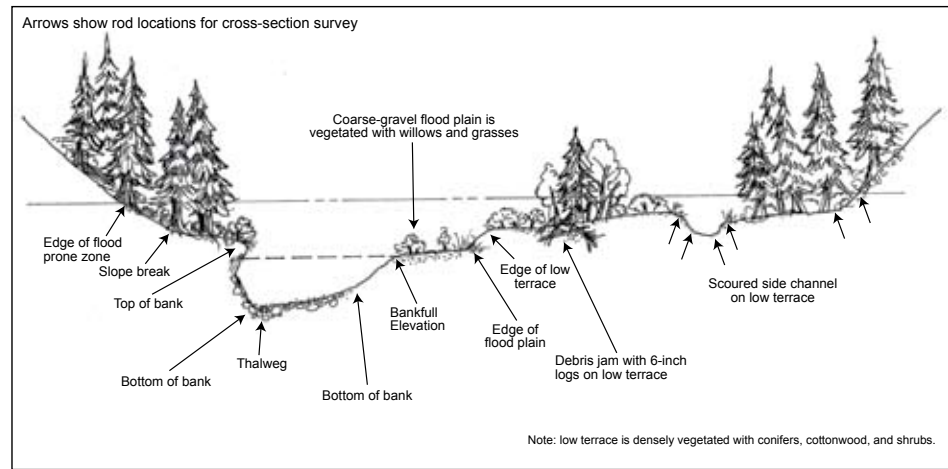 Arrows show rod locations for cross-section survey
Coarse-gravel flood plain is
vegetated with willows and grasses
Edge of flood
prone zone
Slope break
Top of bank
Bottom of bank
Thalweg
Bottom of bank
Bankfull
Elevation
Edge of
flood plain
Edge of low
terrace
Debris jam with 6-inch
logs on low terrace
Scoured side channel
on low terrace
Note: low terrace is densely vegetated with conifers, cottonwood, and shrubs.